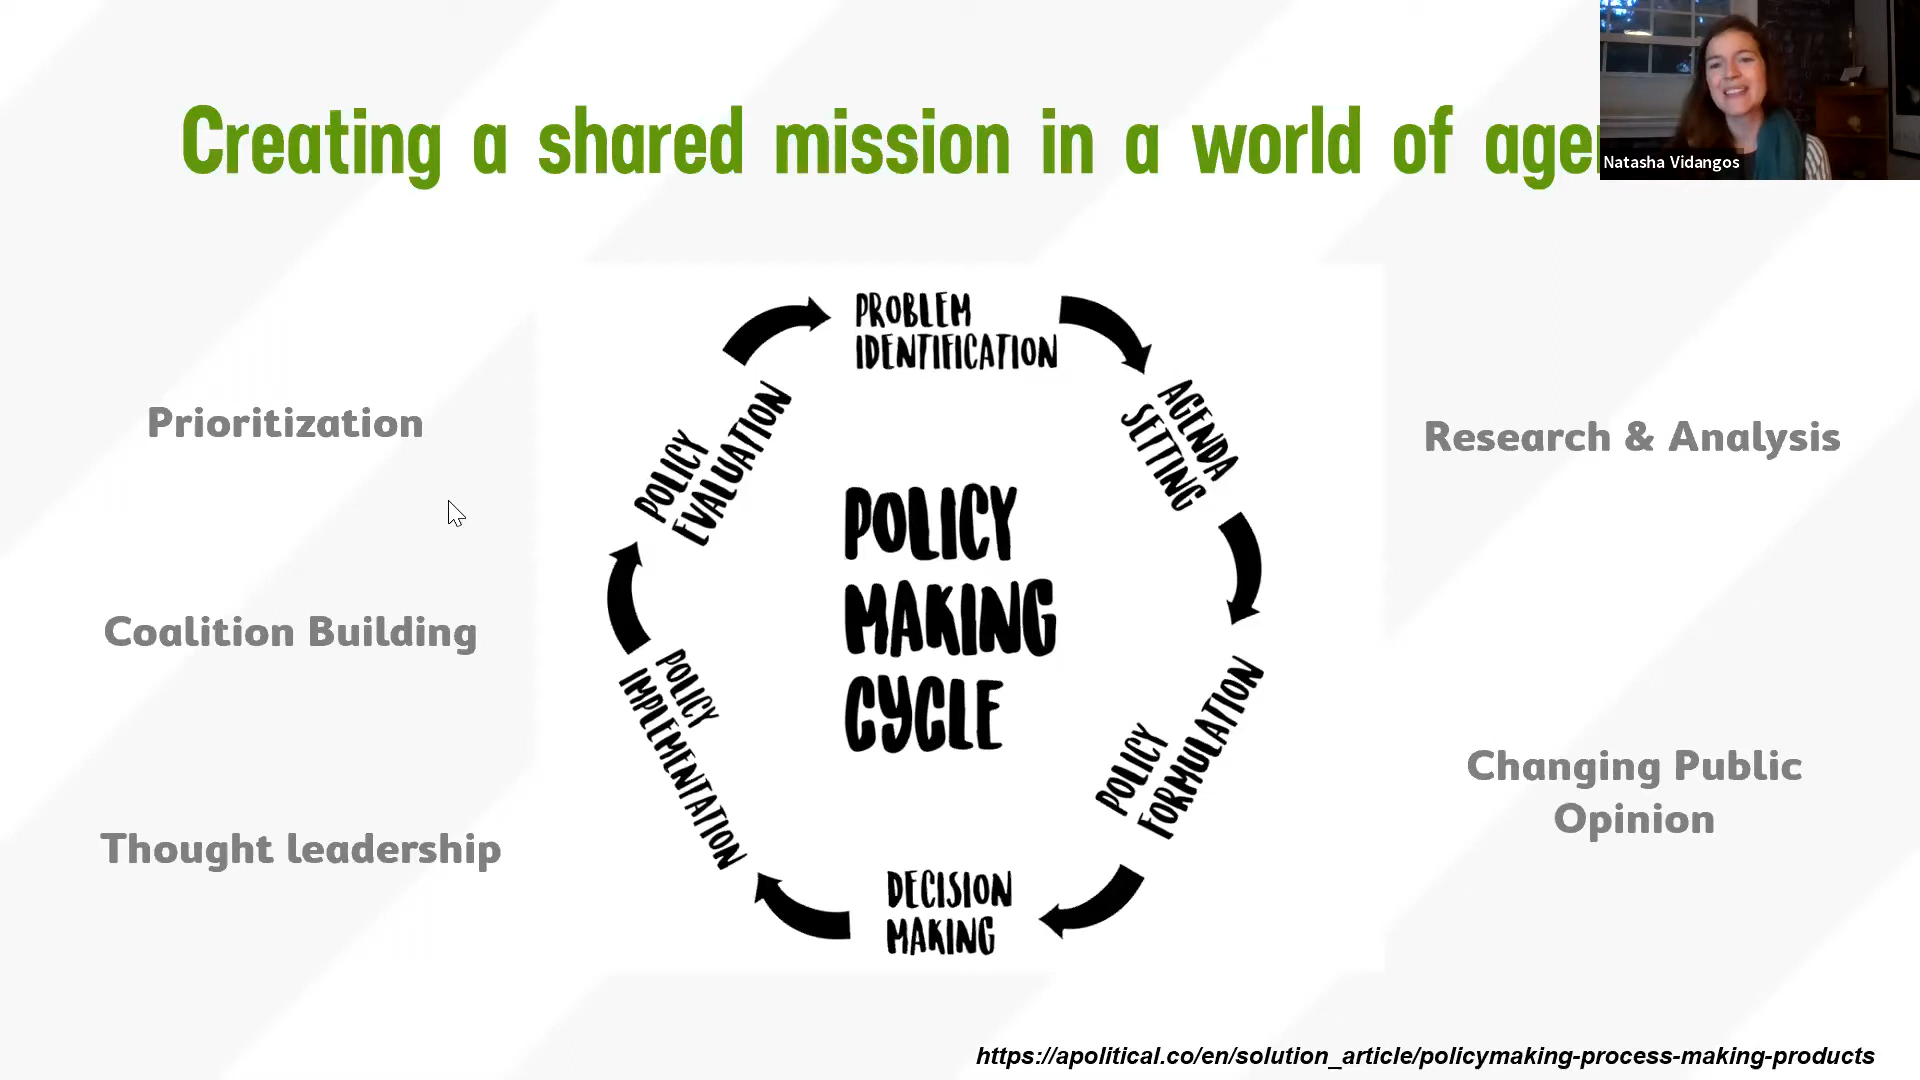 Creating a shared mission in a world of
Natasha Vidangos
PROBLEM
IDENTIFICATION
AGENDA
SETTING
POLICY
FORMULATION
DECISION
MAKING
POLICY
IMPLEMENTATION
POLICY
EVALUATION
POLICY
MAKING
CYCLE
Prioritization
Coalition Building
Thought leadership
Research & Analysis
Changing Public
Opinion
https://apolitical.co/en/solution_article/policymaking-process-making-products